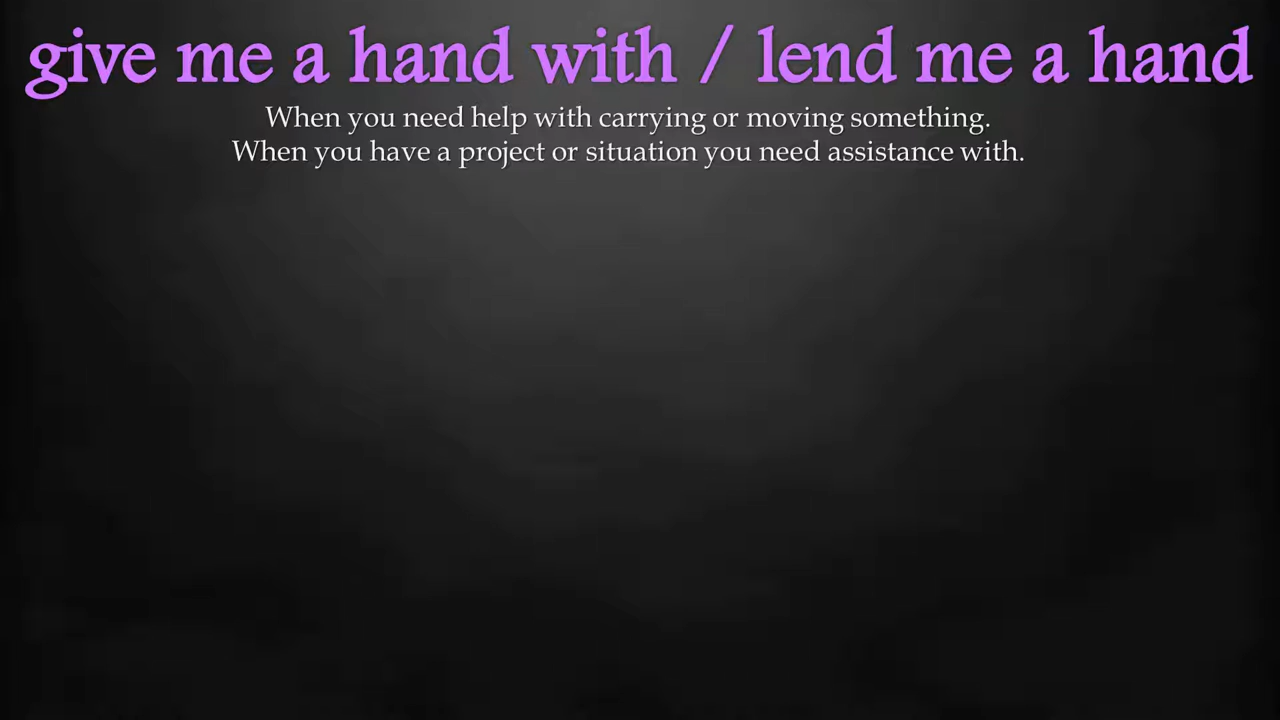 give me a hand with / lend me a hand
When you need help with carrying or moving something.
When you have a project or situation you need assistance with.